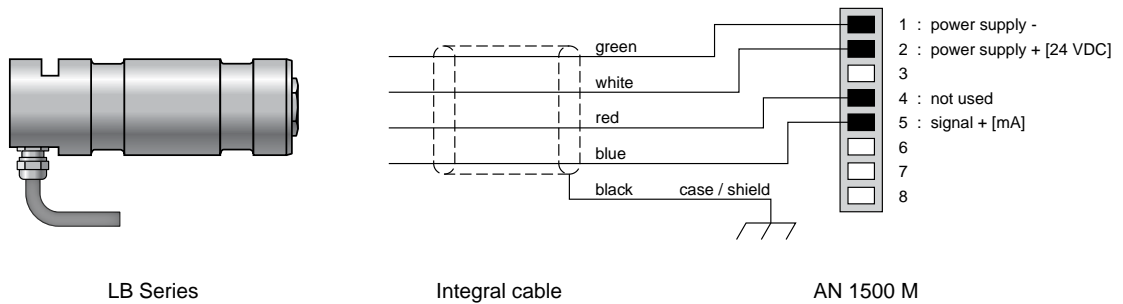 green
white
red
blue
black case / shield
1 : power supply -
2 : power supply + [24 VDC]
3
4 : not used
5 : signal + [mA]
6
7
8
LB Series
Integral cable
AN 1500 M